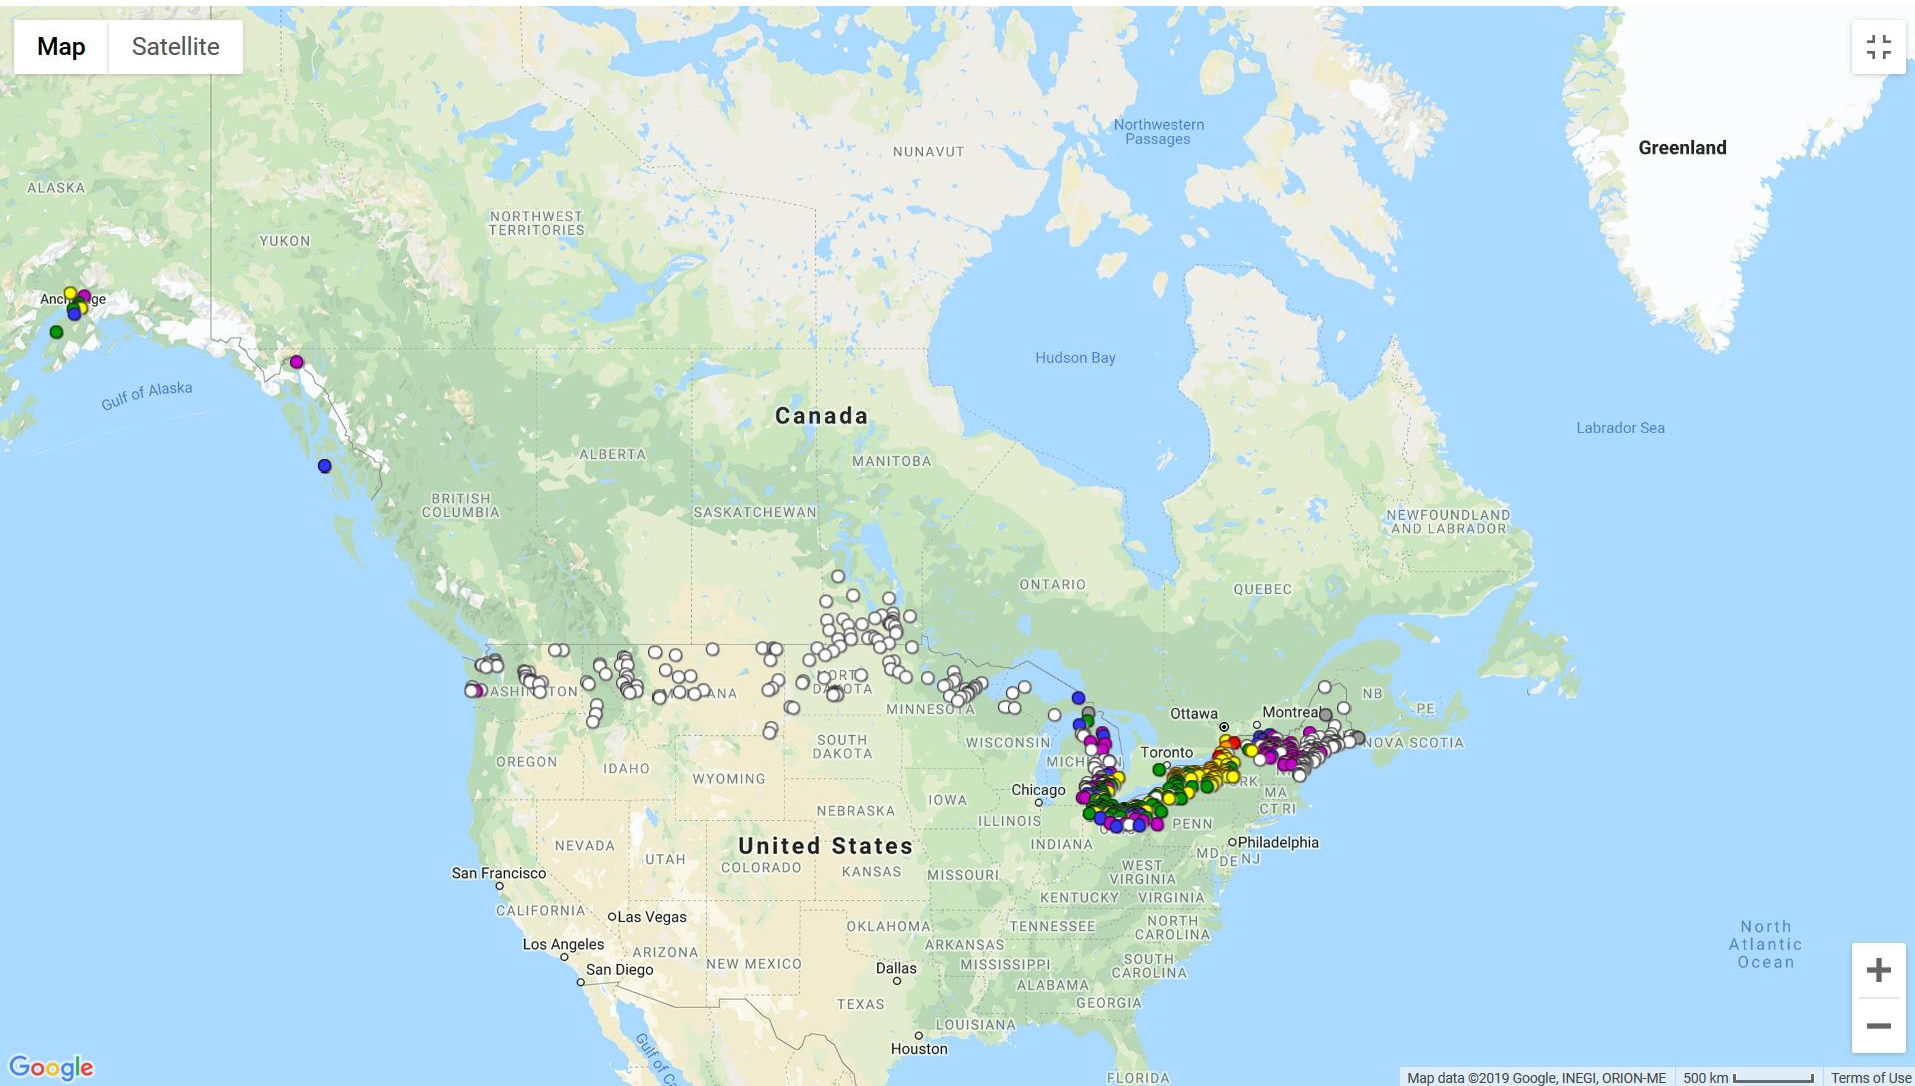 Map
Satellite
Greenland
Northwestern
Passages
NUNAVUT
ALASKA
NORTHWEST
TERRITORIES
YUKON
Hudson Bay
Gulf of Alaska
Canada
Labrador Sea
ALBERTA
MANITOBA
BRITISH
COLUMBIA
SASKATCHEWAN
NEWFOUNDLAND
AND LABRADOR
ONTARIO
QUEBEC
NORTH
DAKOTA
NB
PE
MINNESOTA
Ottawa
Montreal
NOVA SCOTIA
WISCONSIN
SOUTH
DAKOTA
Toronto
OREGON
IDAHO
WYOMING
Chicago
IOWA
MA
CT RI
NEBRASKA
ILLINOIS
PENN
NEVADA
UTAH
United States
COLORADO
KANSAS
MISSOURI
INDIANA
Philadelphia
MD
DE
NJ
WEST
VIRGINIA
San Francisco
KENTUCKY
VIRGINIA
CALIFORNIA
Las Vegas
OKLAHOMA
TENNESSEE
NORTH
CAROLINA
Los Angeles
ARIZONA
NEW MEXICO
ARKANSAS
San Diego
Dallas
MISSISSIPPI
SOUTH
CAROLINA
ALABAMA
TEXAS
GEORGIA
LOUISIANA
Houston
North
Atlantic
Ocean
FLORIDA
Google
Map data ©2019 Google, INEGI, ORION-ME
500 km
Terms of Use